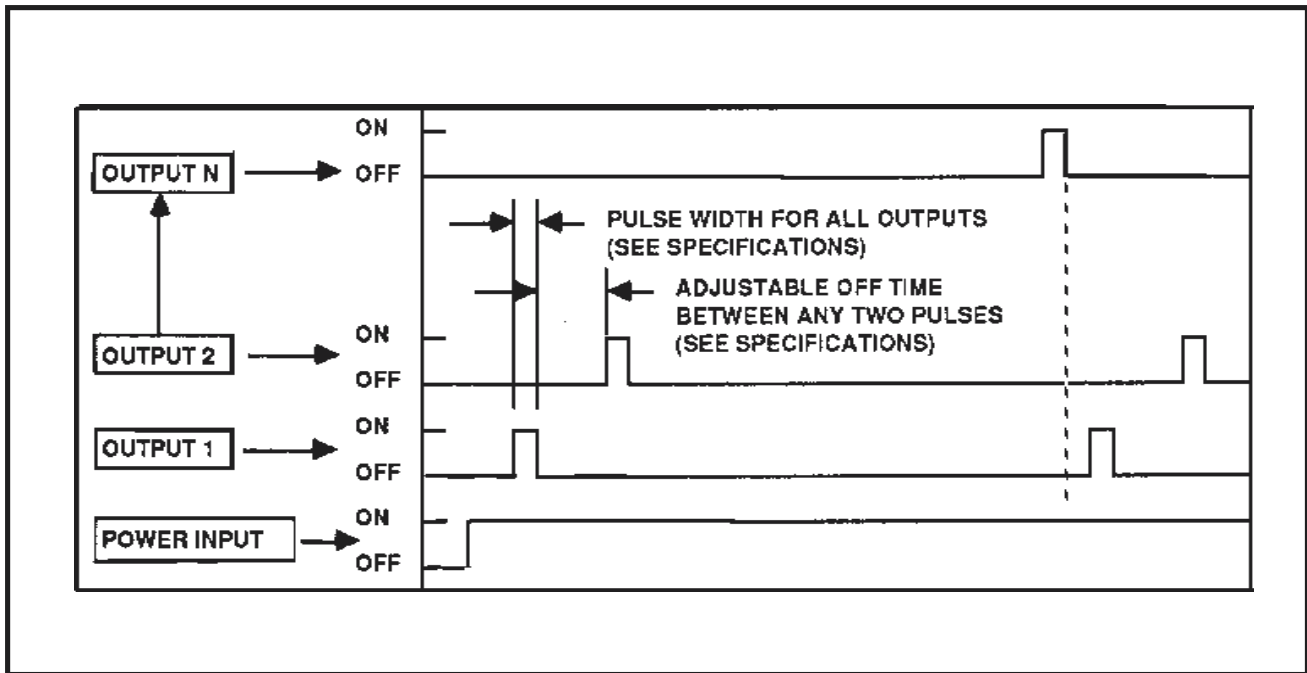 ON
OUTPUT N
OFF
PULSE WIDTH FOR ALL OUTPUTS
(SEE SPECIFICATIONS)
ADJUSTABLE OFF TIME
BETWEEN ANY TWO PULSES
(SEE SPECIFICATIONS)
ON
OUTPUT 2
OFF
ON
OUTPUT 1
OFF
ON
POWER INPUT
OFF